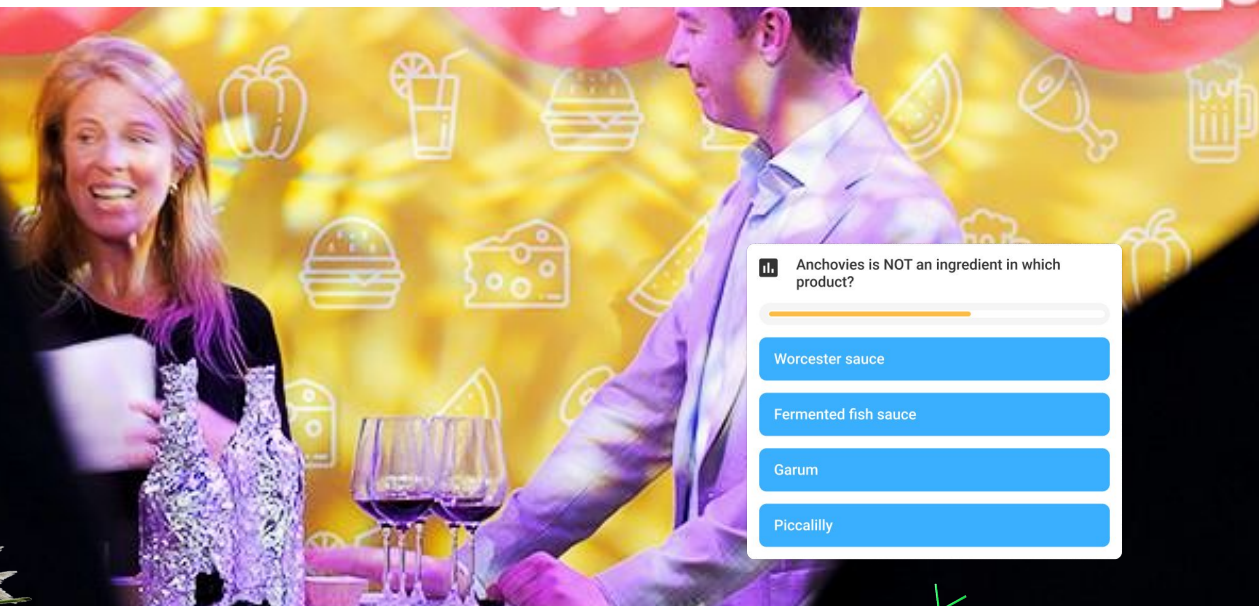 Anchovies is NOT an ingredient in which
product?
Worcester sauce
Fermented fish sauce
Garum
Piccalilly